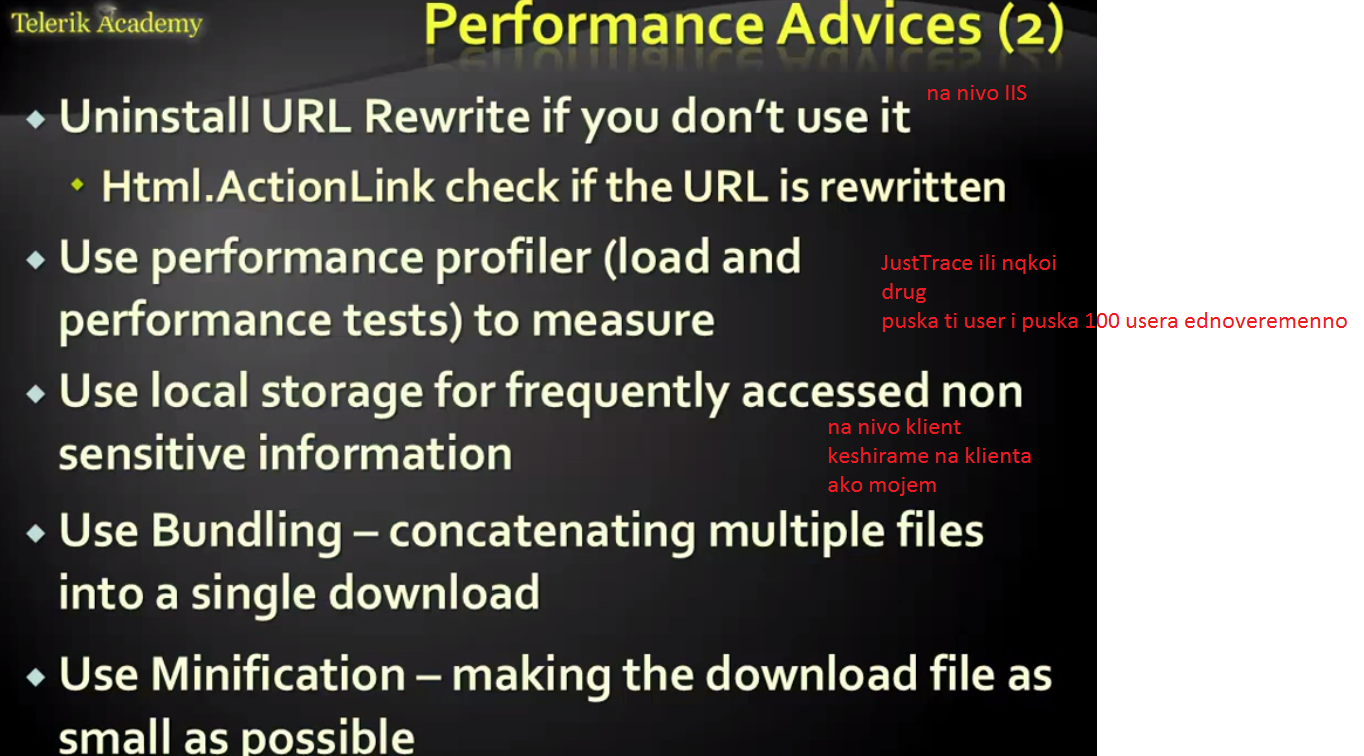 Telerik Academy
Performance Advices (2)
Uninstall URL Rewrite if you don't use it
na nivo IIS
Html.ActionLink check if the URL is rewritten
Use performance profiler (load and
performance tests) to measure
JustTrace ili nqkoi
drug
puska ti user i puska 100 usera ednoveremenno
Use local storage for frequently accessed non
sensitive information
na nivo klient
keshirame na klienta
ako mojem
Use Bundling – concatenating multiple files
into a single download
Use Minification – making the download file as
small as possible